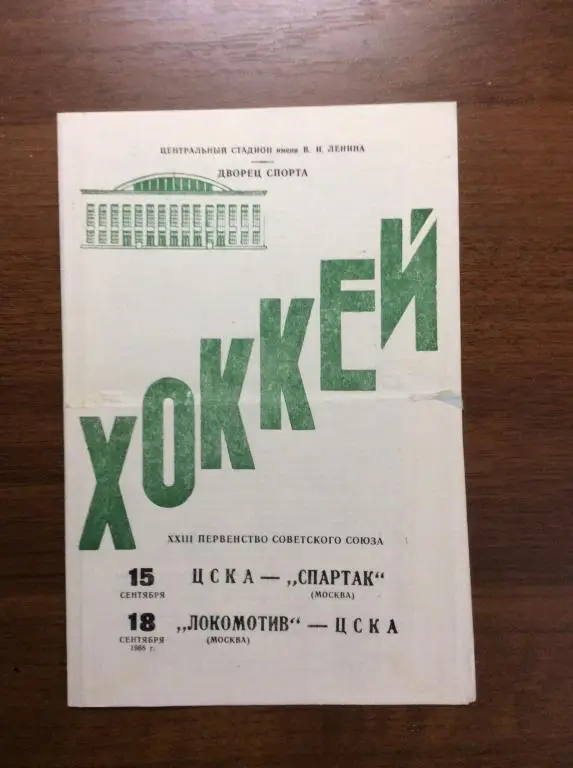 ЦЕНТРАЛЬНЫЙ СТАДИОН имени В. И. ЛЕНИНА
ДВОРЕЦ СПОРТА
ХОККЕЙ
XXIII ПЕРВЕНСТВО СОВЕТСКОГО СОЮЗА
15 ЦСКА — „СПАРТАК“
СЕНТЯБРЯ (МОСКВА)
18 „ЛОКОМОТИВ“ — ЦСКА
СЕНТЯБРЯ (МОСКВА)
1968 г.